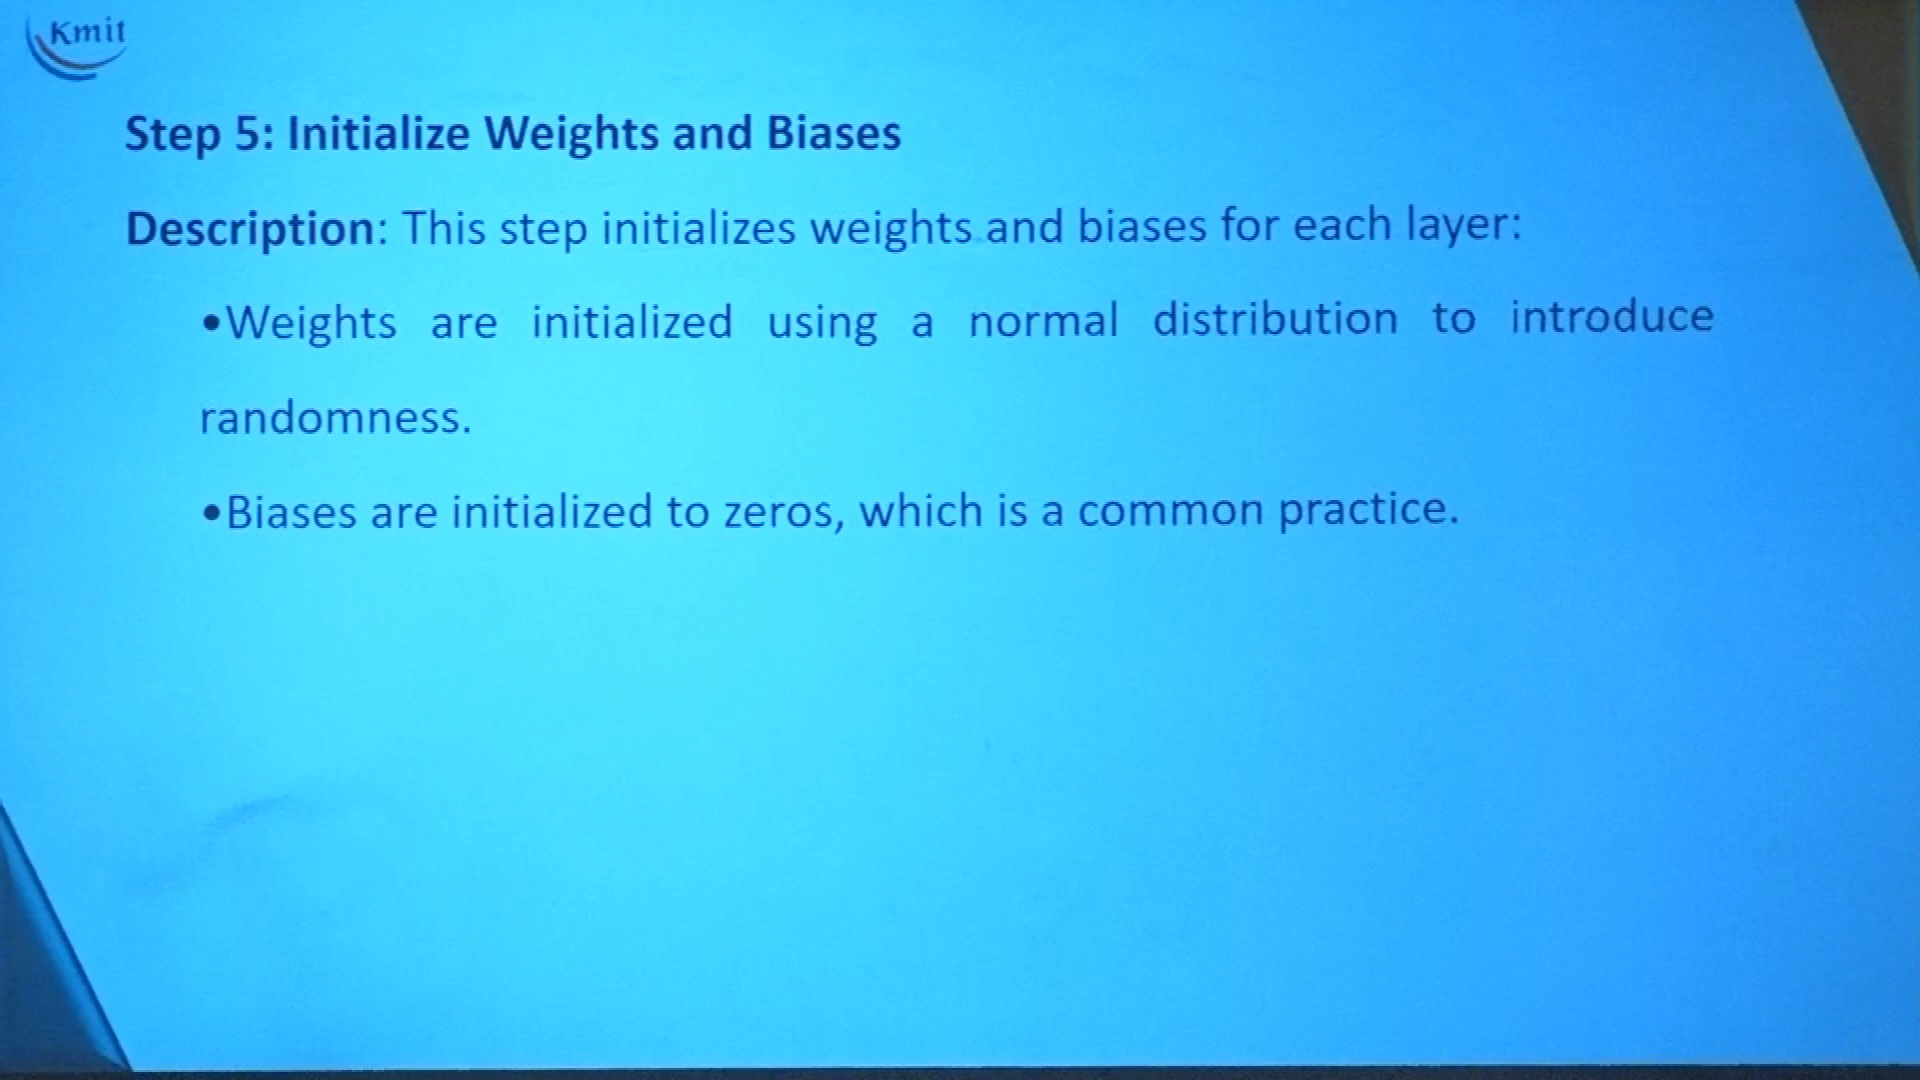 Kmit
Step 5: Initialize Weights and Biases
Description: This step initializes weights and biases for each layer:
•Weights are initialized using a normal distribution to introduce
randomness.
•Biases are initialized to zeros, which is a common practice.